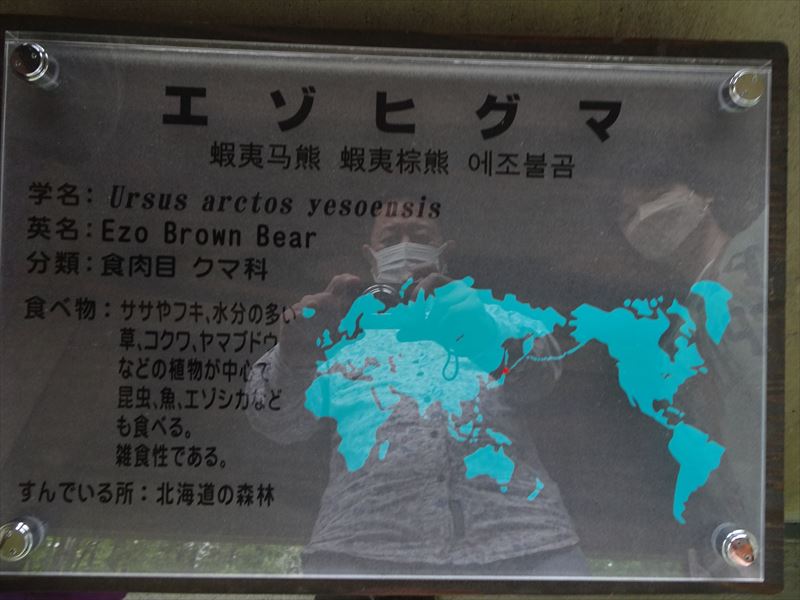 エゾヒグマ
蝦夷马熊 蝦夷棕熊 에조불곰
学名：Ursus arctos yesoensis
英名：Ezo Brown Bear
分類：食肉目 クマ科
食べ物：ササやフキ、水分の多い
草、コクワ、ヤマブドウ
などの植物が中心で
昆虫、魚、エゾシカなど
も食べる。
雑食性である。
すんでいる所：北海道の森林